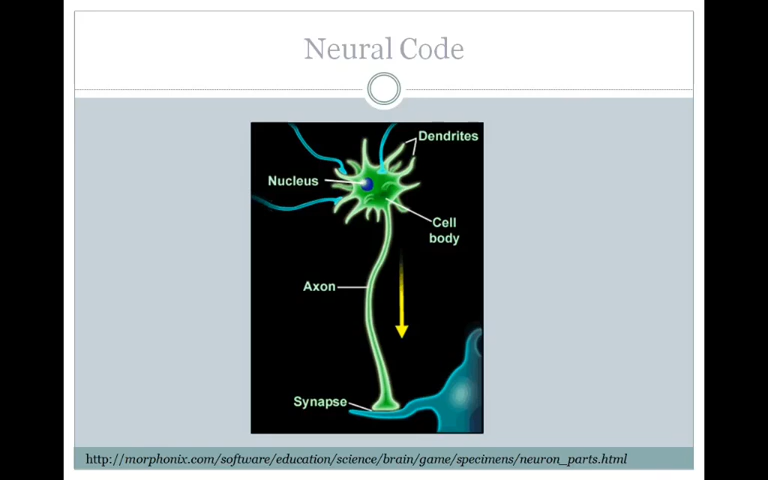 Neural Code
Dendrites
Nucleus
Cell
body
Axon
Synapse
http://morphonix.com/software/education/science/brain/game/specimens/neuron_parts.html